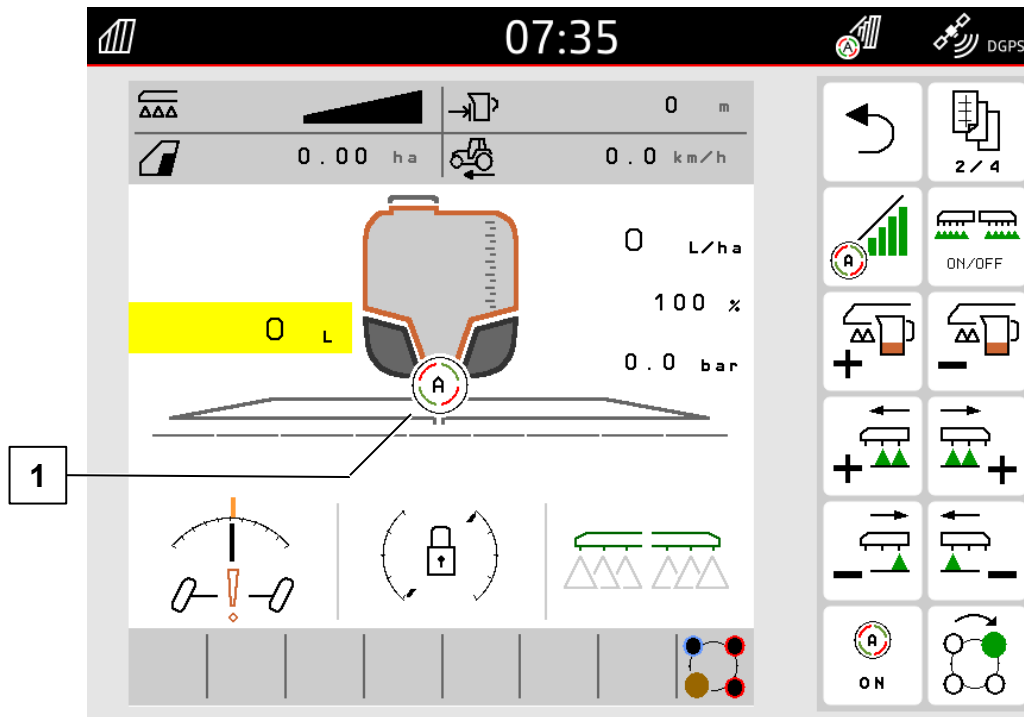 07:35
DGPS
0 m
0.00 ha
0.0 km/h
2/4
0 L/ha
A
ON/OFF
100 %
0 L
0.0 bar
A
1
A
ON